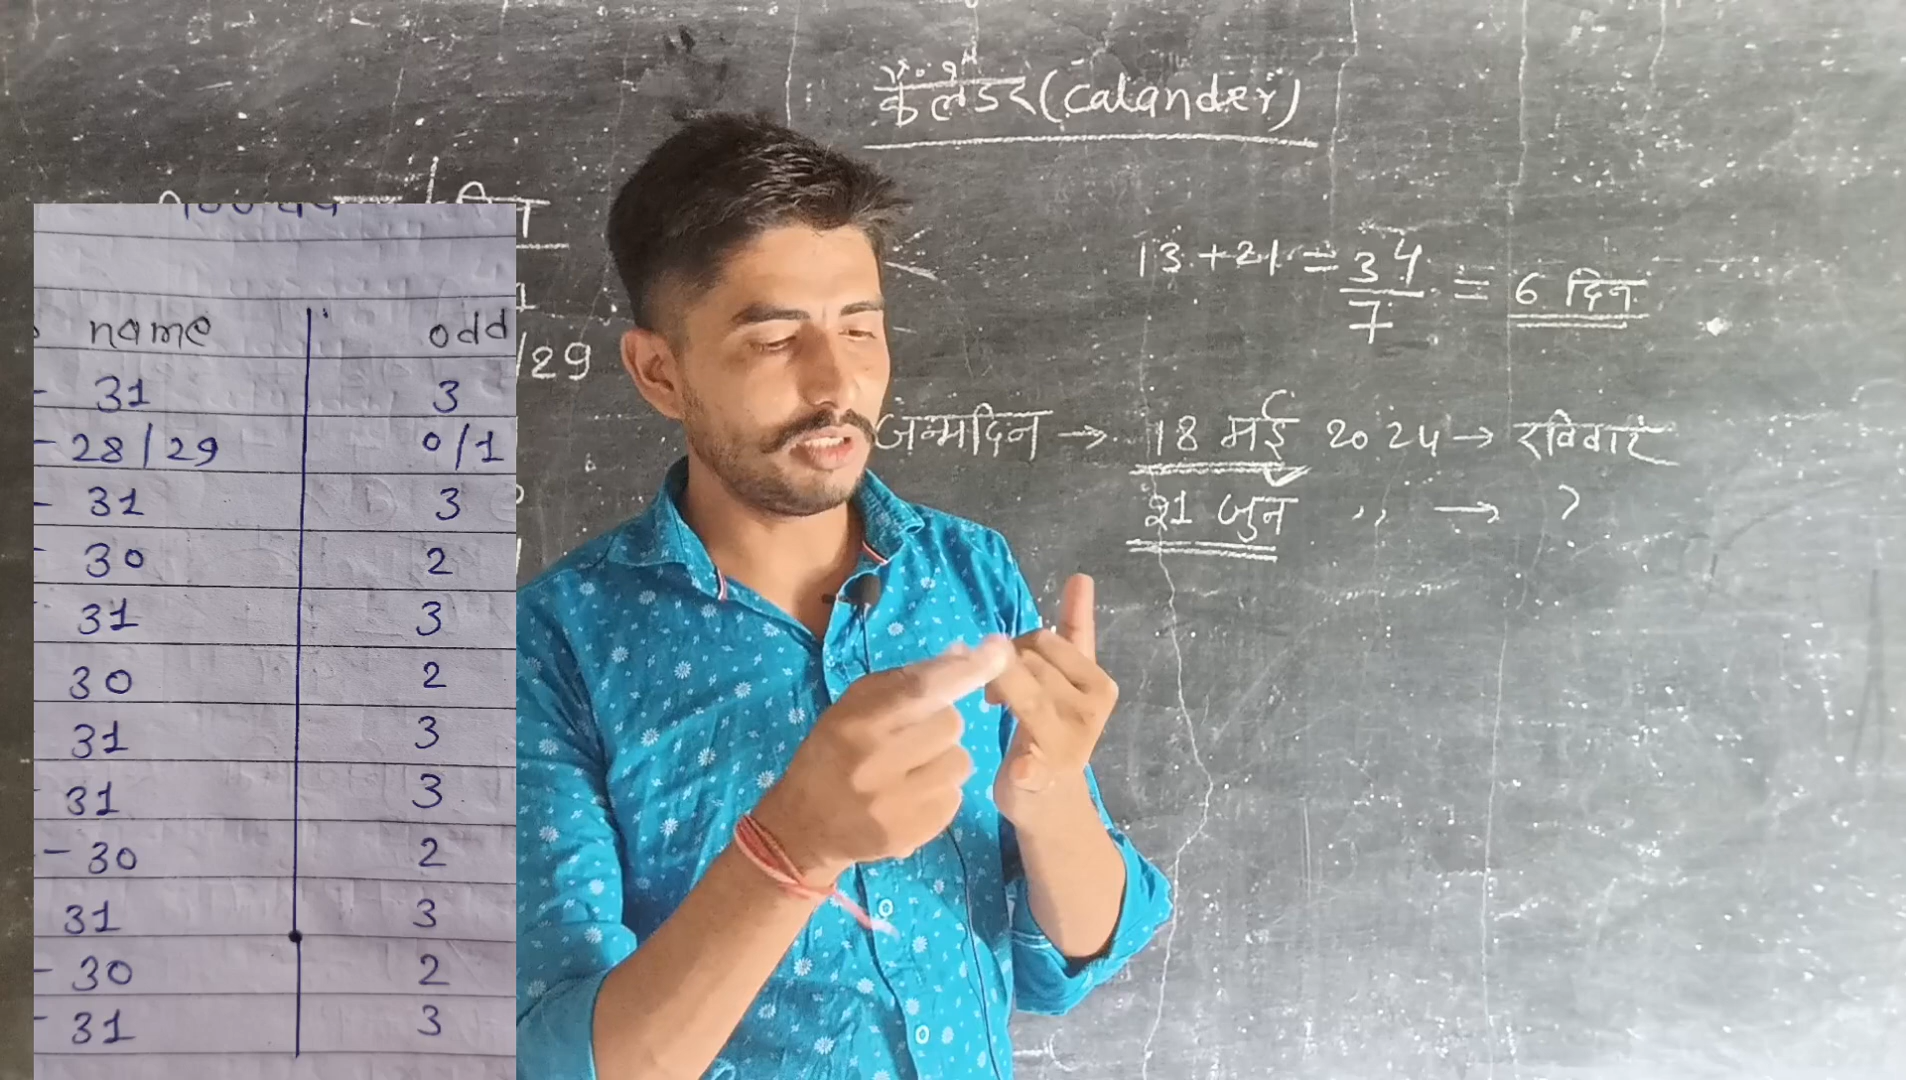 कैलेंडर (Calander)
13 + 21 = 34/7 = 6 दिन
जन्मदिन → 18 मई 2024 → रविवार
21 जुन ,, → ?
/29
name odd
- 31 3
- 28/29 0/1
- 31 3
- 30 2
31 3
30 2
31 3
31 3
- 30 2
31 3
- 30 2
- 31 3